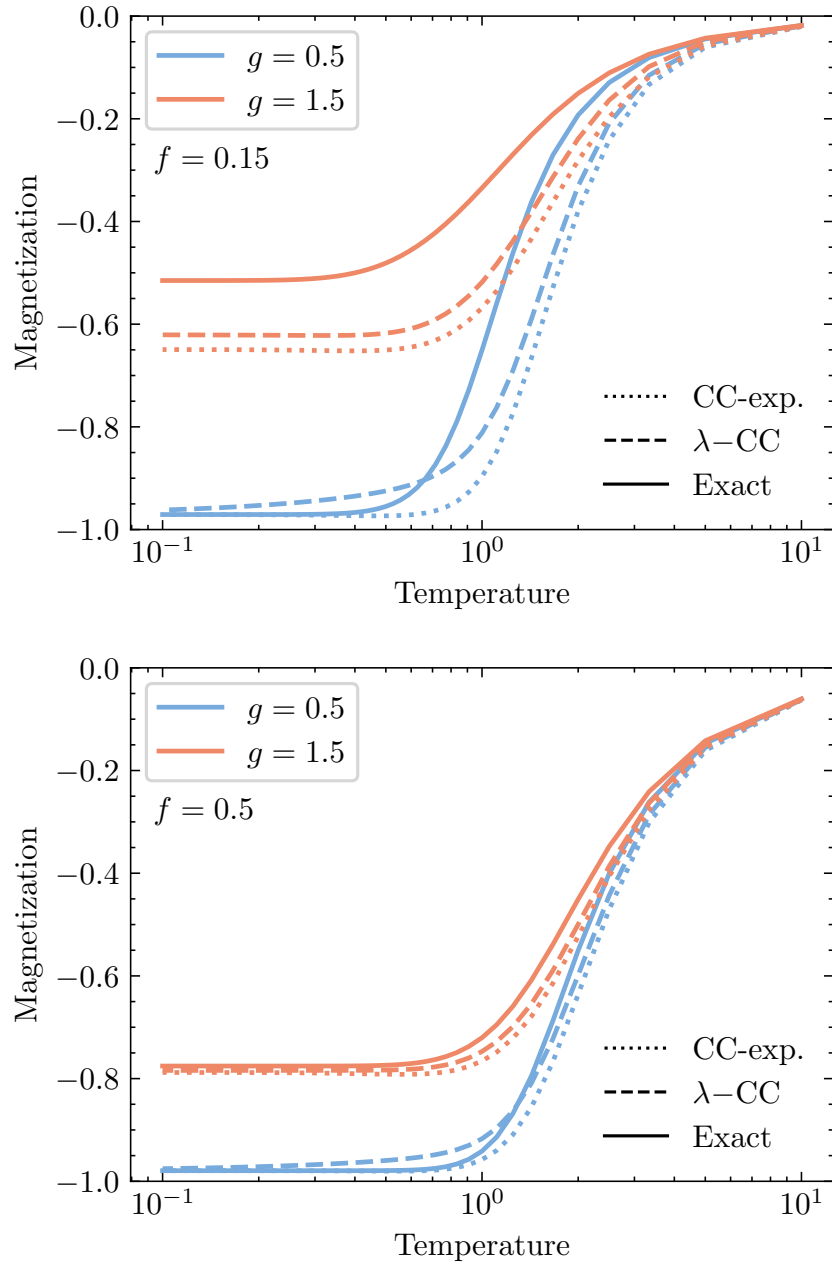 0.0
−0.2
−0.4
−0.6
−0.8
−1.0
Magnetization
g = 0.5
g = 1.5
f = 0.15
CC-exp.
λ−CC
Exact
10⁻¹
10⁰
10¹
Temperature
0.0
−0.2
−0.4
−0.6
−0.8
−1.0
Magnetization
g = 0.5
g = 1.5
f = 0.5
CC-exp.
λ−CC
Exact
10⁻¹
10⁰
10¹
Temperature